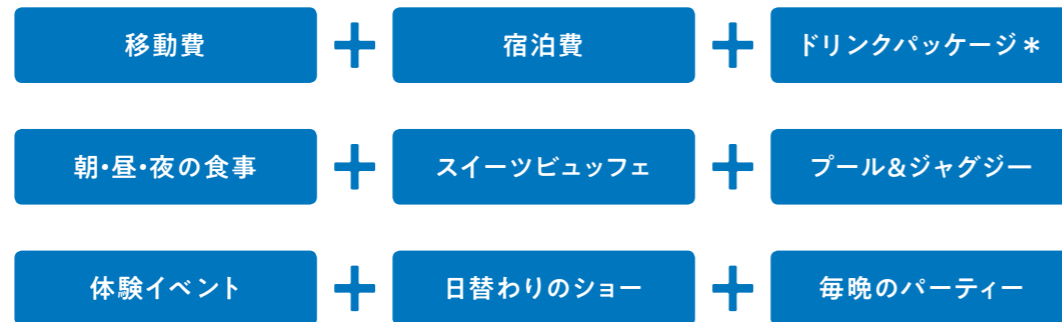 移動費 + 宿泊費 + ドリンクパッケージ＊
朝・昼・夜の食事 + スイーツビュッフェ + プール&ジャグジー
体験イベント + 日替わりのショー + 毎晩のパーティー